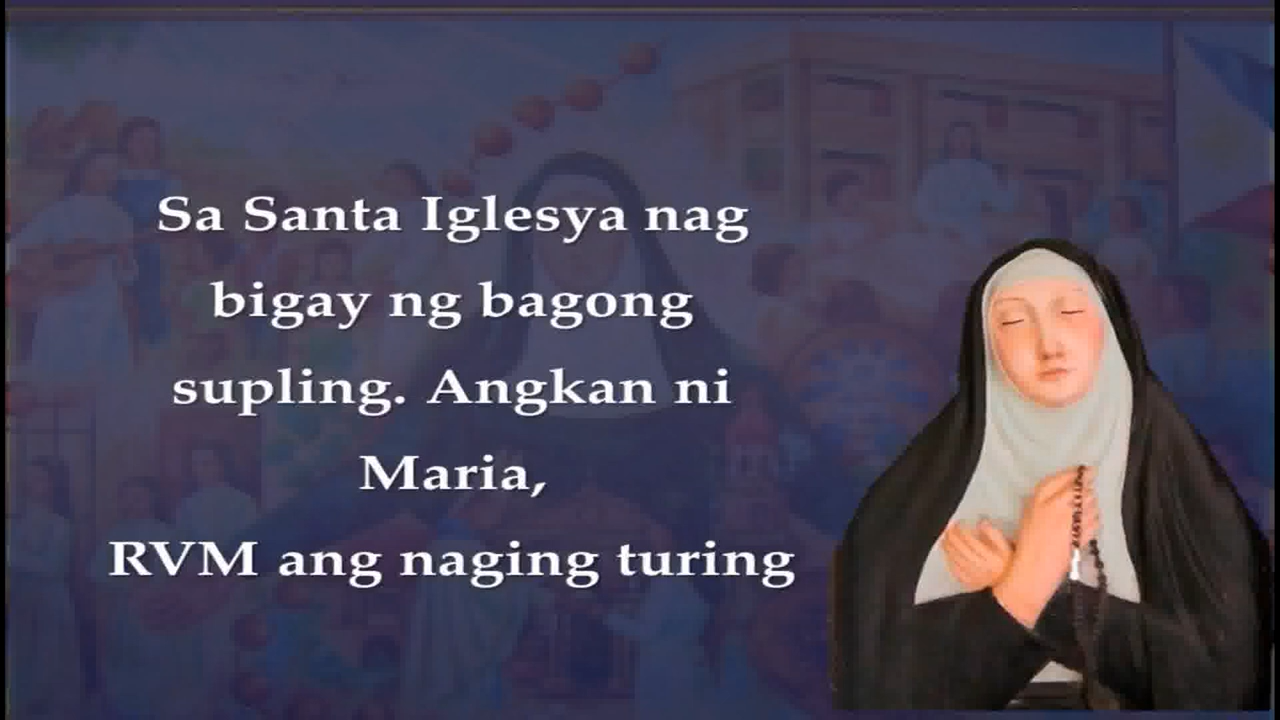 Sa Santa Iglesya nag
bigay ng bagong
supling. Angkan ni
Maria,
RVM ang naging turing